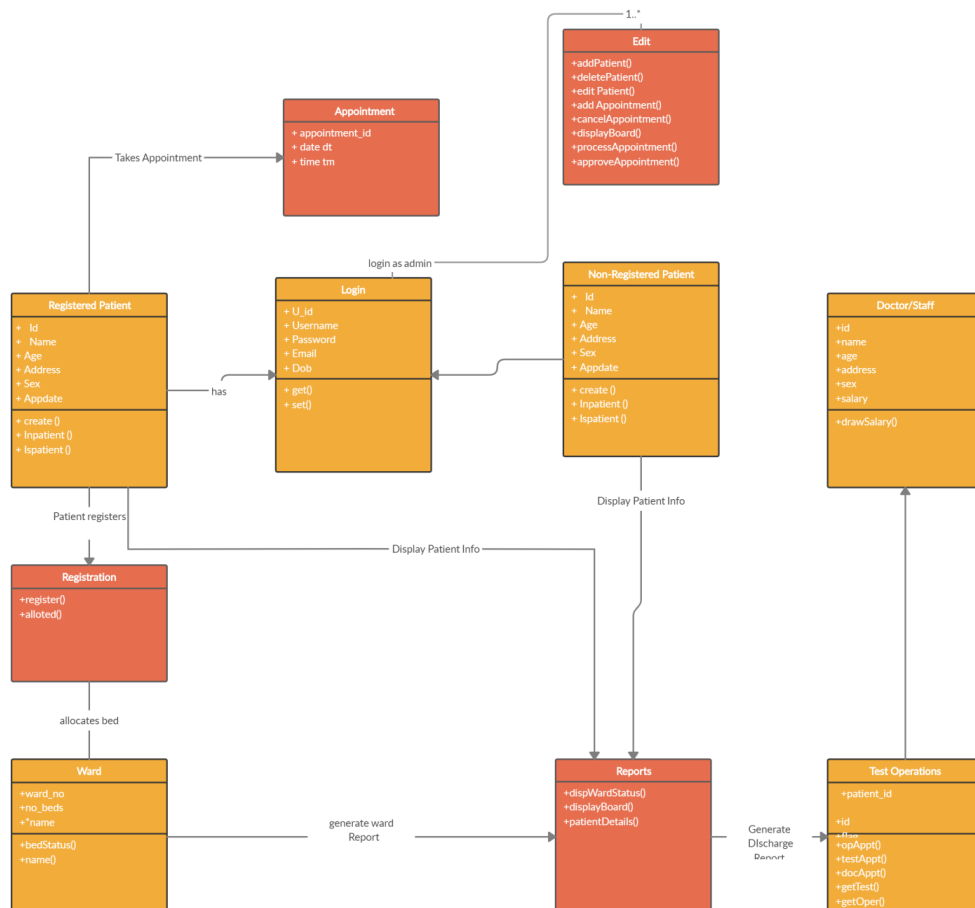 1..*
Edit
+addPatient()
+deletePatient()
+edit Patient()
+add Appointment()
+cancelAppointment()
+displayBoard()
+processAppointment()
+approveAppointment()
Appointment
+ appointment_id
+ date dt
+ time tm
Takes Appointment
login as admin
Login
+ U_id
+ Username
+ Password
+ Email
+ Dob
+ get()
+ set()
Non-Registered Patient
+ Id
+ Name
+ Age
+ Address
+ Sex
+ Appdate
+ create()
+ Inpatient ()
+ Ispatient ()
Registered Patient
+ Id
+ Name
+ Age
+ Address
+ Sex
+ Appdate
+ create()
+ Inpatient ()
+ Ispatient ()
has
Doctor/Staff
+id
+name
+age
+address
+sex
+salary
+drawSalary()
Display Patient Info
Patient registers
Display Patient Info
Registration
+register()
+alloted()
allocates bed
Ward
+ward_no
+no_beds
+*name
+bedStatus()
+name()
generate ward
Report
Reports
+dispWardStatus()
+displayBoard()
+patientDetails()
Generate
DIscharge
Report
Test Operations
+patient_id
+id
+flag
+opAppt()
+testAppt()
+docAppt()
+getTest()
+getOper()